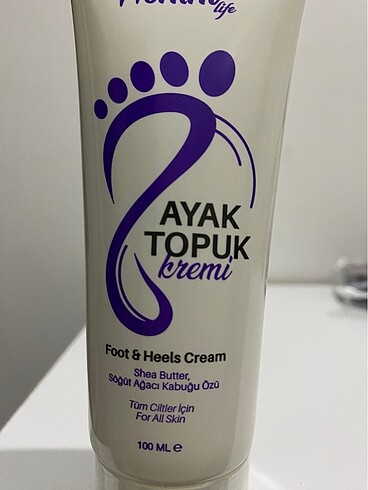 life
AYAK
TOPUK
kremi
Foot & Heels Cream
Shea Butter,
Söğüt Ağacı Kabuğu Özü
Tüm Ciltler İçin
For All Skin
100 ML ℮